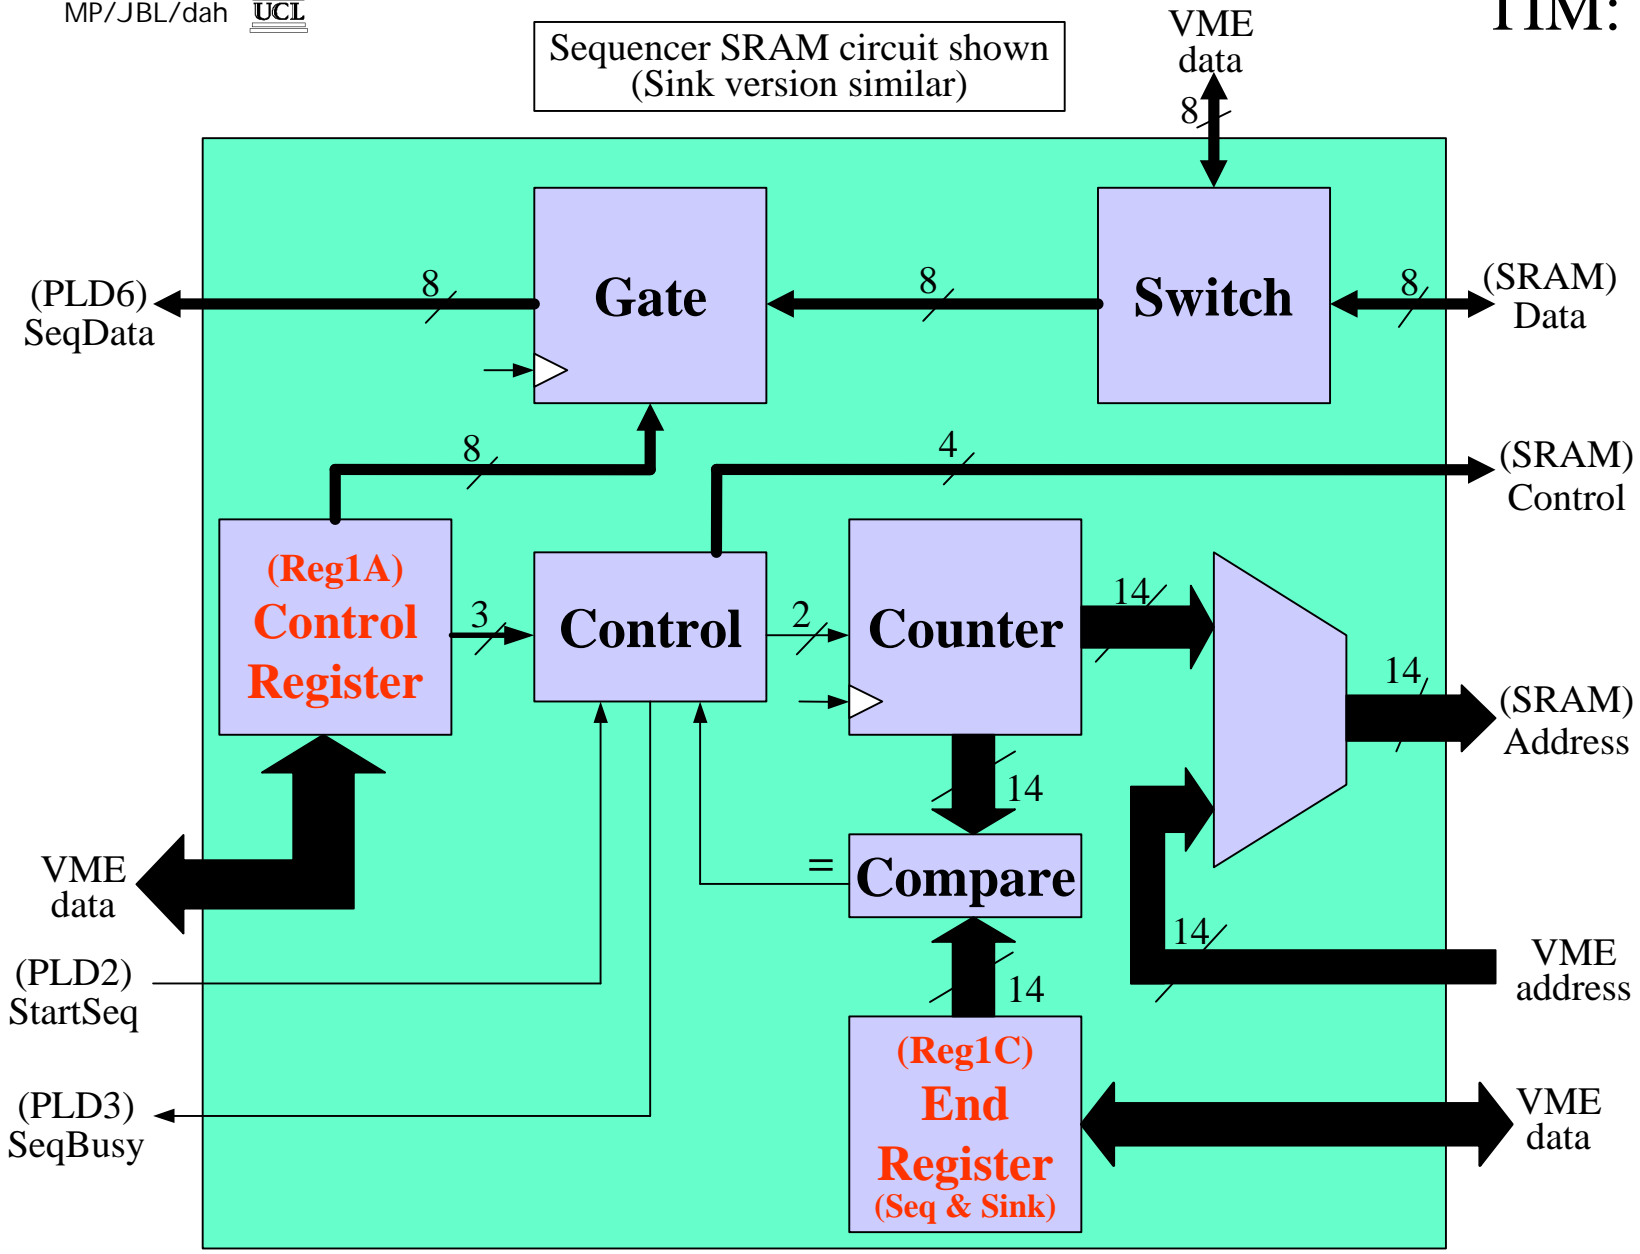 MP/JBL/dah UCL
TIM:
Sequencer SRAM circuit shown
(Sink version similar)
VME
data
8
(PLD6)
SeqData
8
Gate
8
Switch
8
(SRAM)
Data
8
4
(SRAM)
Control
(Reg1A)
Control
Register
3
Control
2
Counter
14
14
(SRAM)
Address
14
=
Compare
VME
data
14
VME
address
(PLD2)
StartSeq
14
(Reg1C)
End
Register
(Seq & Sink)
(PLD3)
SeqBusy
VME
data